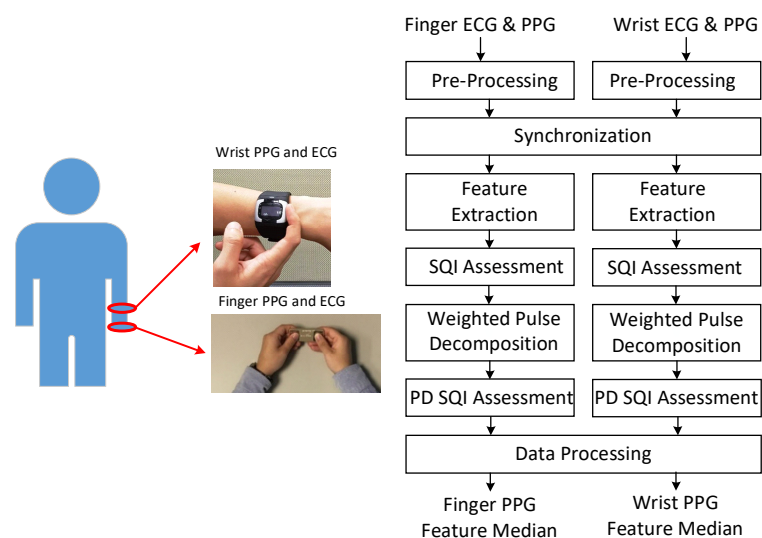 Finger ECG & PPG
Wrist ECG & PPG
Pre-Processing
Pre-Processing
Synchronization
Wrist PPG and ECG
Feature
Extraction
Feature
Extraction
SQI Assessment
SQI Assessment
Finger PPG and ECG
Weighted Pulse
Decomposition
Weighted Pulse
Decomposition
PD SQI Assessment
PD SQI Assessment
Data Processing
Finger PPG
Feature Median
Wrist PPG
Feature Median